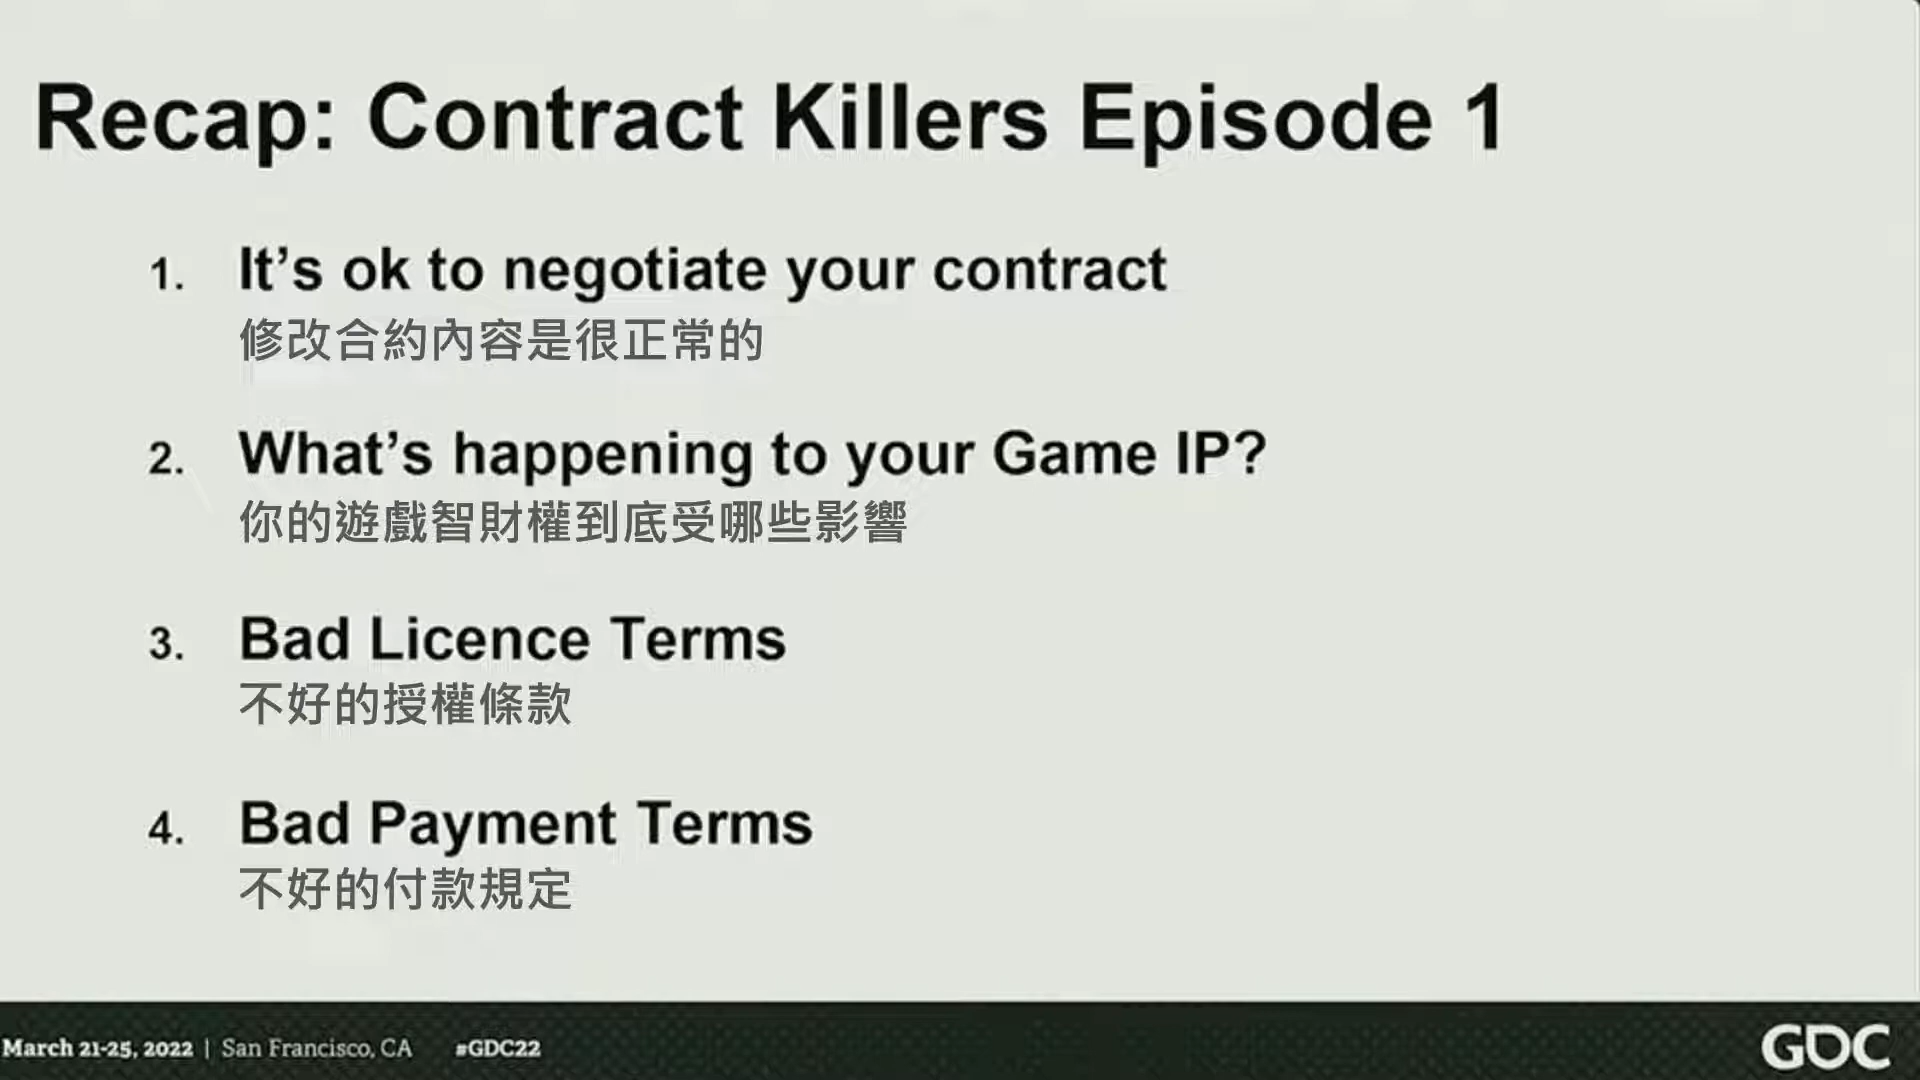 Recap: Contract Killers Episode 1
1. It's ok to negotiate your contract
修改合約內容是很正常的
2. What's happening to your Game IP?
你的遊戲智財權到底受哪些影響
3. Bad Licence Terms
不好的授權條款
4. Bad Payment Terms
不好的付款規定
March 21-25, 2022 | San Francisco, CA #GDC22
GDC